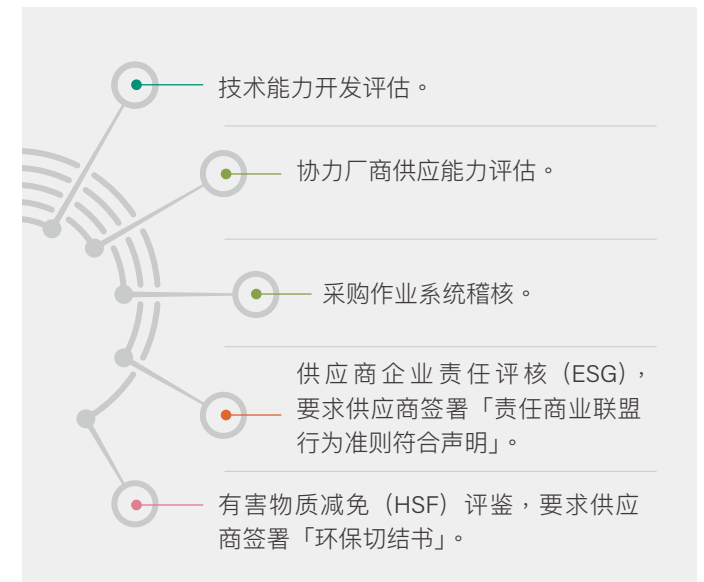 技术能力开发评估。
协力厂商供应能力评估。
采购作业系统稽核。
供应商企业责任评核（ESG），
要求供应商签署「责任商业联盟
行为准则符合声明」。
有害物质减免（HSF）评鉴，要求供应
商签署「环保切结书」。